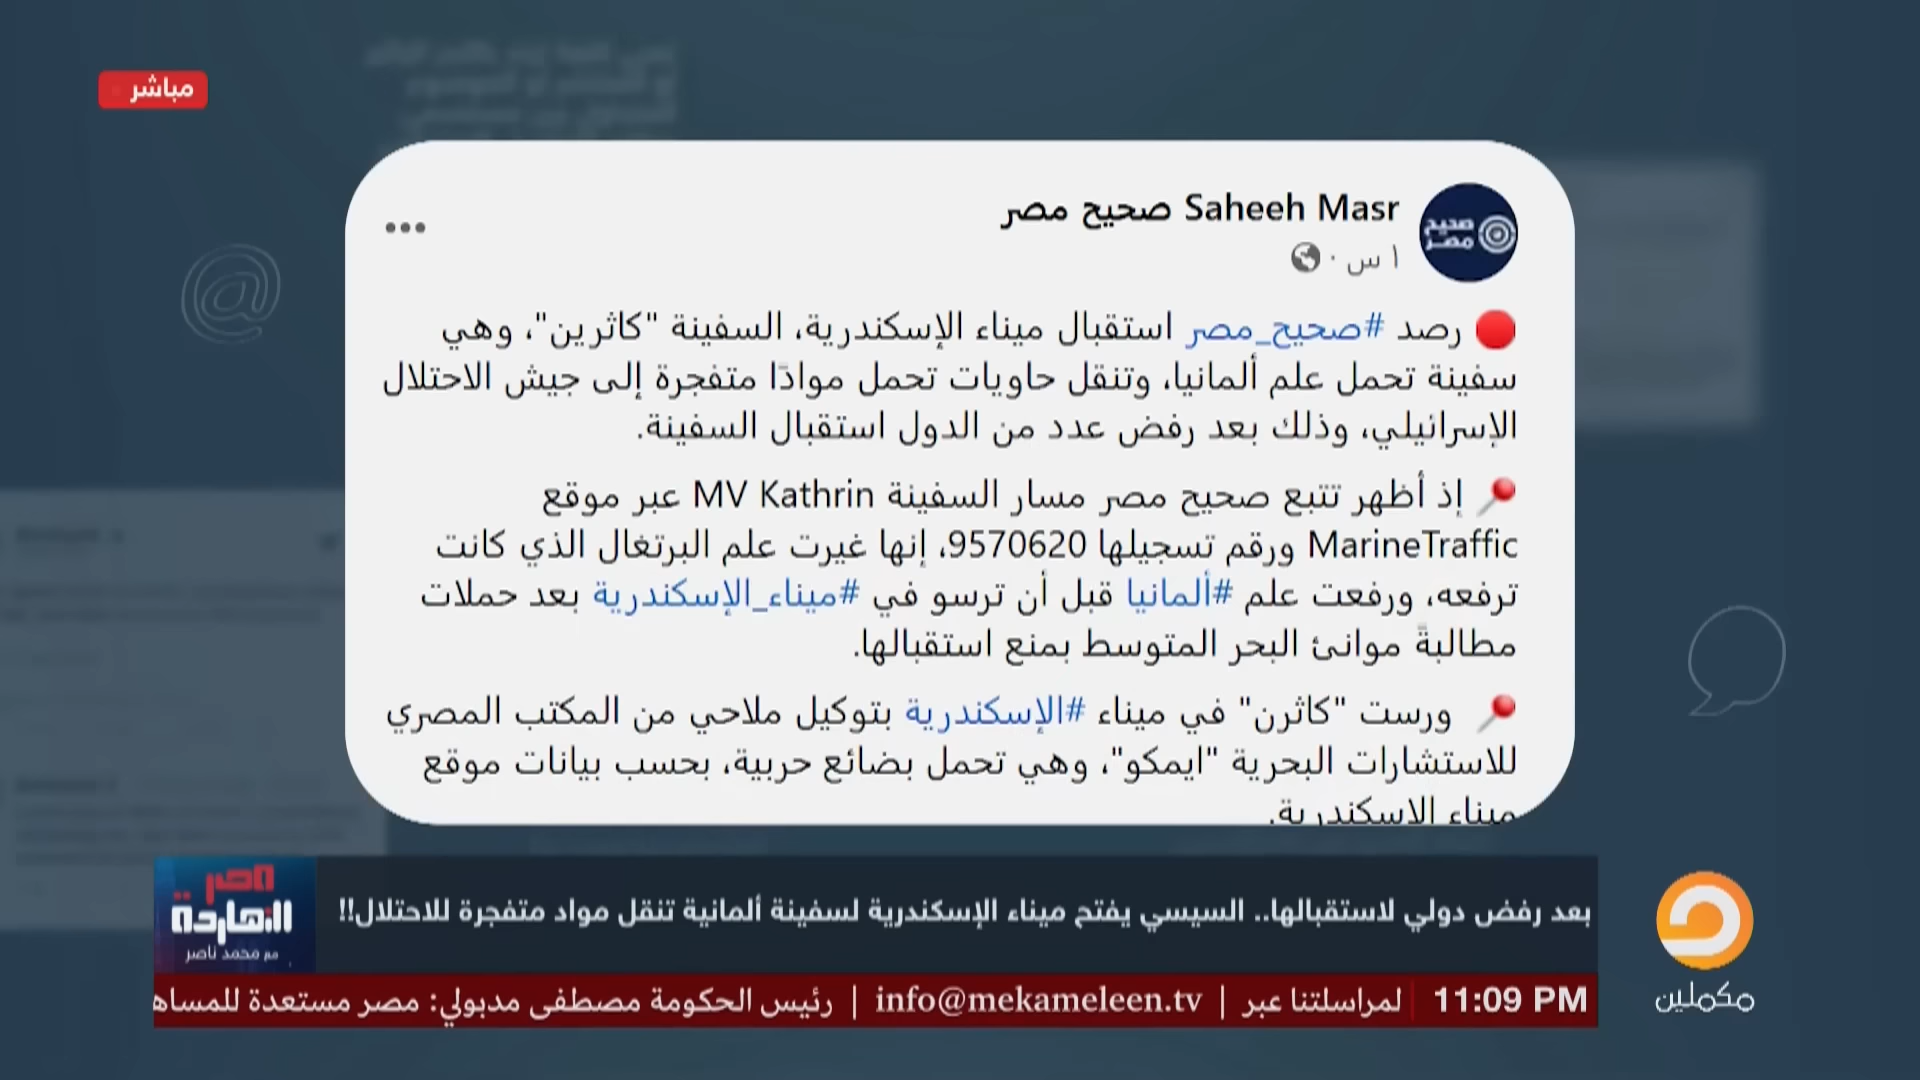 مباشر
Saheeh Masr صحيح مصر
صحيح مصر
١ س ·
رصد #صحيح_مصر استقبال ميناء الإسكندرية، السفينة "كاثرين"، وهي
سفينة تحمل علم ألمانيا، وتنقل حاويات تحمل موادًا متفجرة إلى جيش الاحتلال
الإسرائيلي، وذلك بعد رفض عدد من الدول استقبال السفينة.
إذ أظهر تتبع صحيح مصر مسار السفينة MV Kathrin عبر موقع
MarineTraffic ورقم تسجيلها 9570620، إنها غيرت علم البرتغال الذي كانت
ترفعه، ورفعت علم #ألمانيا قبل أن ترسو في #ميناء_الإسكندرية بعد حملات
مطالبةً موانئ البحر المتوسط بمنع استقبالها.
ورست "كاثرن" في ميناء #الإسكندرية بتوكيل ملاحي من المكتب المصري
للاستشارات البحرية "ايمكو"، وهي تحمل بضائع حربية، بحسب بيانات موقع
ميناء الإسكندرية.
بعد رفض دولي لاستقبالها.. السيسي يفتح ميناء الإسكندرية لسفينة ألمانية تنقل مواد متفجرة للاحتلال!!
مصر
النهاردة
مع محمد ناصر
11:09 PM لمراسلتنا عبر | info@mekameleen.tv | رئيس الحكومة مصطفى مدبولي: مصر مستعدة للمساه
مكملين